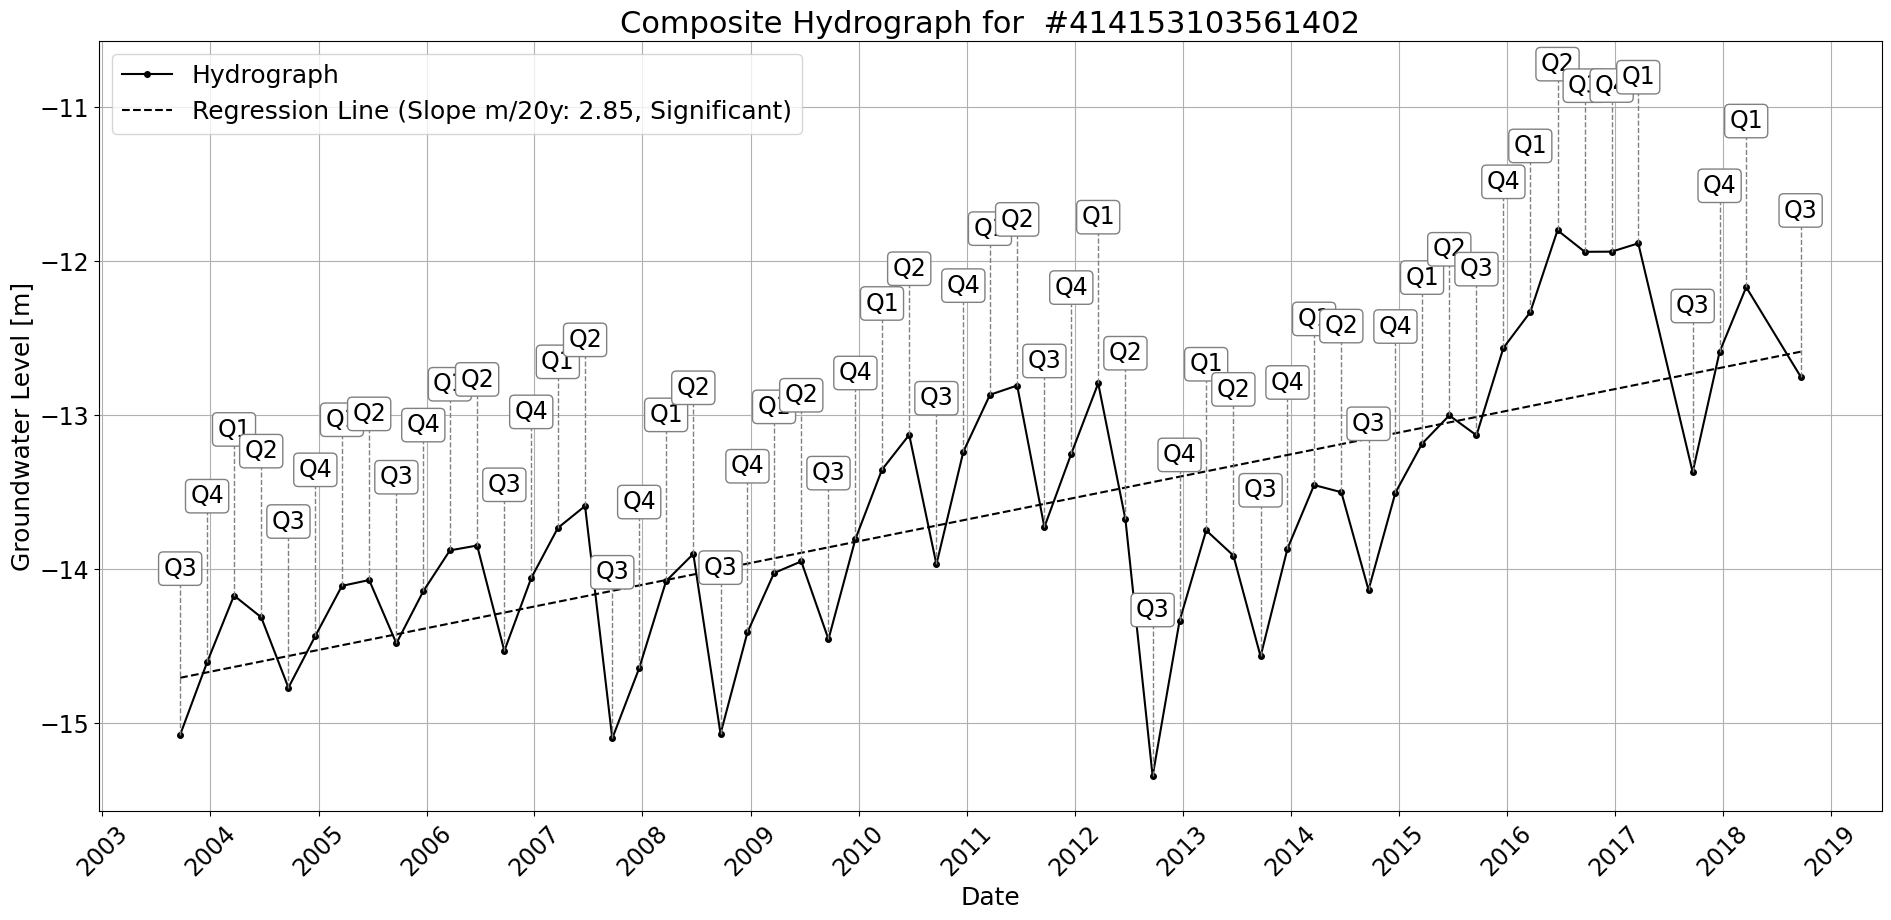 Composite Hydrograph for  #414153103561402
Hydrograph
Regression Line (Slope m/20y: 2.85, Significant)
Groundwater Level [m]
−11
−12
−13
−14
−15
Q3
Q4
Q1
Q2
Q3
Q4
Q2
Q3
Q4
Q2
Q3
Q4
Q1
Q2
Q3
Q4
Q1
Q2
Q3
Q4
Q2
Q3
Q4
Q1
Q2
Q3
Q4
Q2
Q3
Q4
Q1
Q2
Q3
Q4
Q1
Q2
Q3
Q4
Q2
Q3
Q4
Q1
Q2
Q3
Q4
Q1
Q2
Q1
Q3
Q4
Q1
Q3
2003
2004
2005
2006
2007
2008
2009
2010
2011
2012
2013
2014
2015
2016
2017
2018
2019
Date